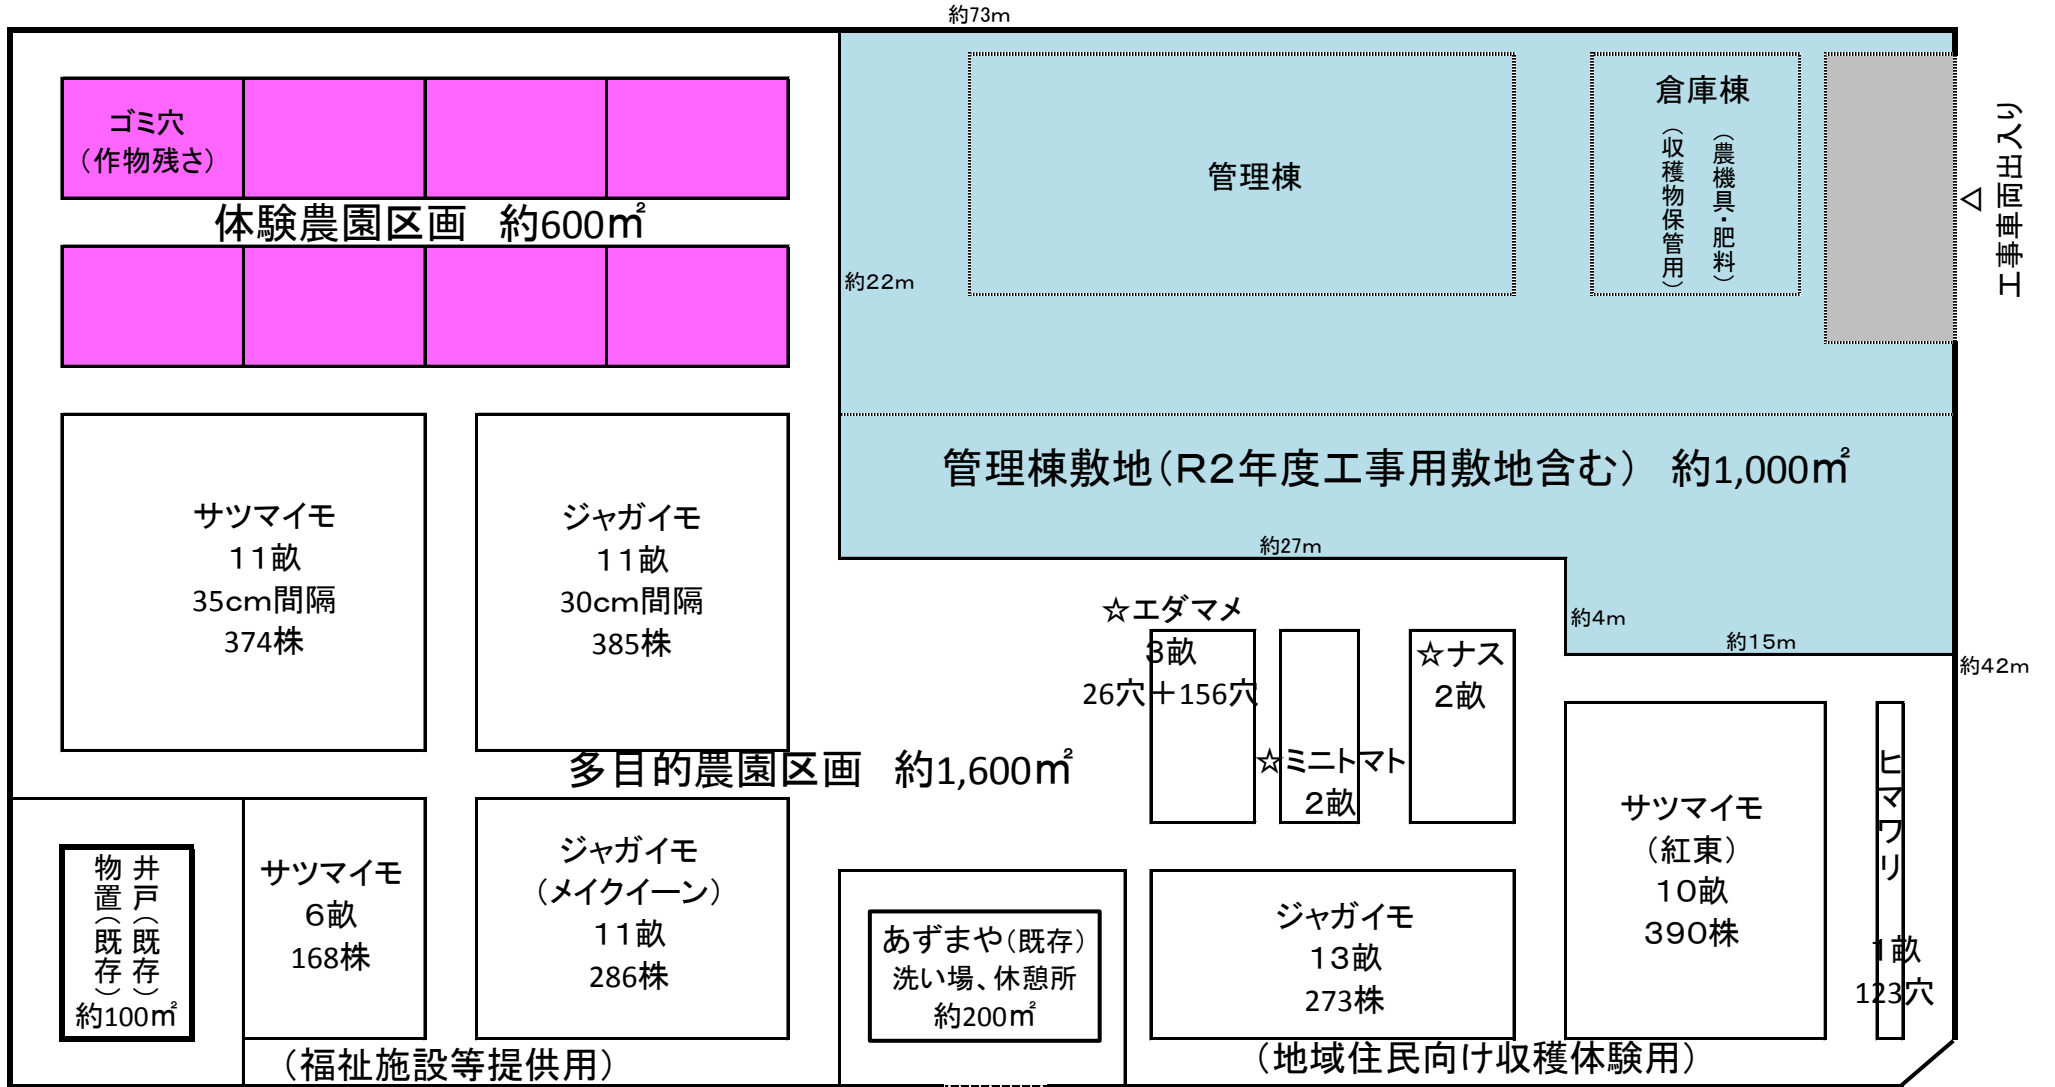 約73m
ゴミ穴
（作物残さ）
体験農園区画　約600㎡
管理棟
倉庫棟
（農機具・肥料）
（収穫物保管用）
工事車両出入り
約22m
管理棟敷地（R2年度工事用敷地含む）　約1,000㎡
約27m
約4m
約15m
約42m
サツマイモ
11畝
35cm間隔
374株
ジャガイモ
11畝
30cm間隔
385株
☆エダマメ
3畝
26穴＋156穴
☆ミニトマト
2畝
☆ナス
2畝
多目的農園区画　約1,600㎡
井戸（既存）
物置（既存）
約100㎡
サツマイモ
6畝
168株
ジャガイモ
（メイクイーン）
11畝
286株
あずまや（既存）
洗い場、休憩所
約200㎡
ジャガイモ
13畝
273株
サツマイモ
（紅東）
10畝
390株
ヒマワリ
1畝
123穴
（福祉施設等提供用）
（地域住民向け収穫体験用）